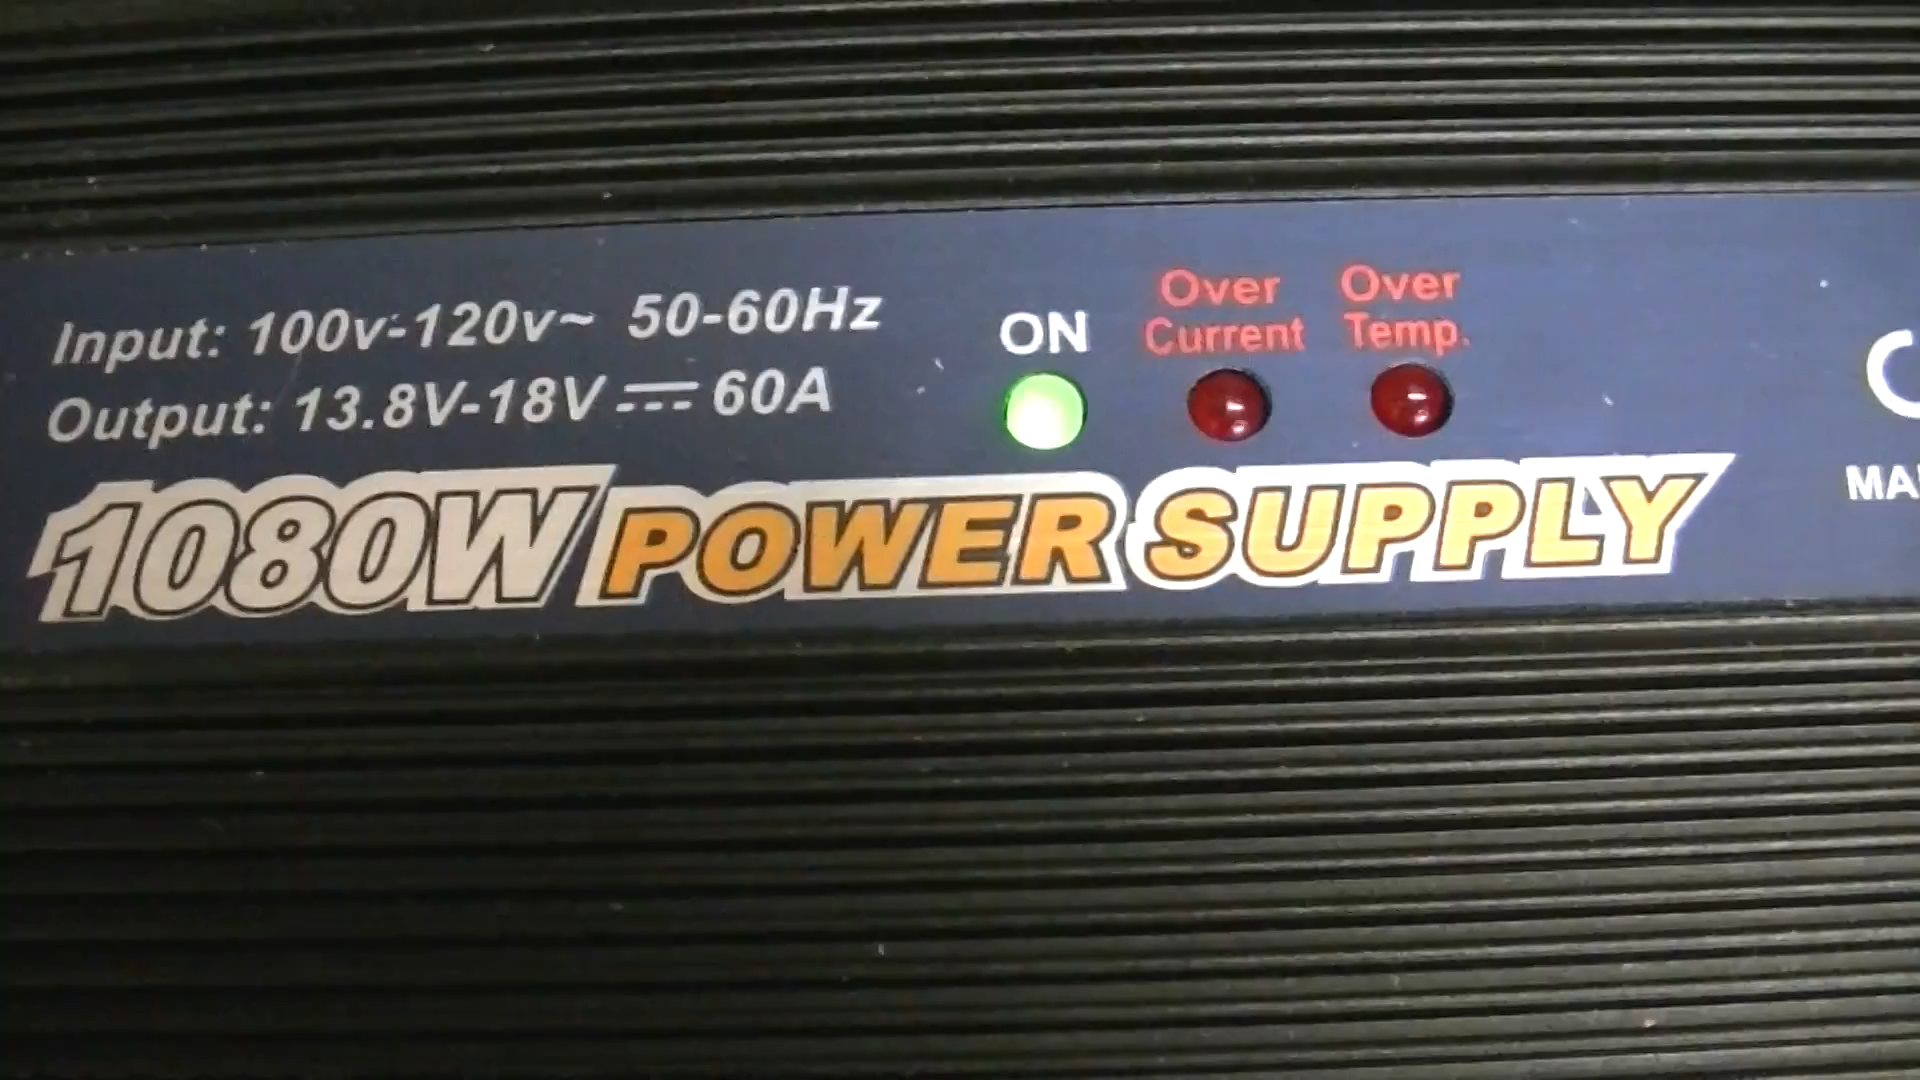 Input: 100v-120v~ 50-60Hz
Output: 13.8V-18V ⎓ 60A
ON
Over
Current
Over
Temp.
1080W POWER SUPPLY